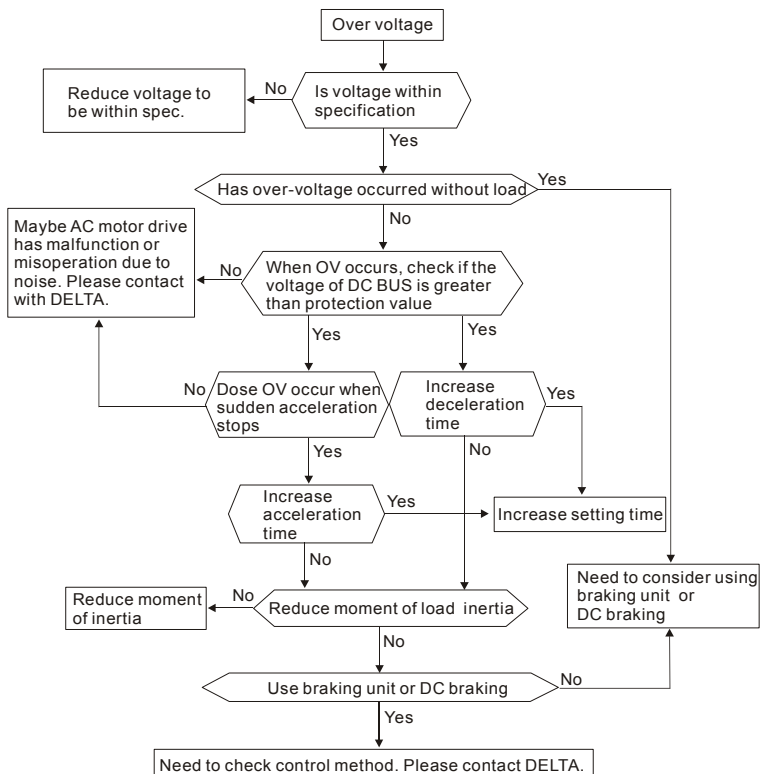 Over voltage
Reduce voltage to
be within spec.
No
Is voltage within
specification
Yes
Has over-voltage occurred without load
Yes
No
Maybe AC motor drive
has malfunction or
misoperation due to
noise. Please contact
with DELTA.
No
When OV occurs, check if the
voltage of DC BUS is greater
than protection value
Yes
Yes
No
Dose OV occur when
sudden acceleration
stops
Increase
deceleration
time
Yes
Yes
No
Increase
acceleration
time
Yes
Increase setting time
No
Reduce moment
of inertia
No
Reduce moment of load inertia
Need to consider using
braking unit or
DC braking
No
Use braking unit or DC braking
No
Yes
Need to check control method. Please contact DELTA.